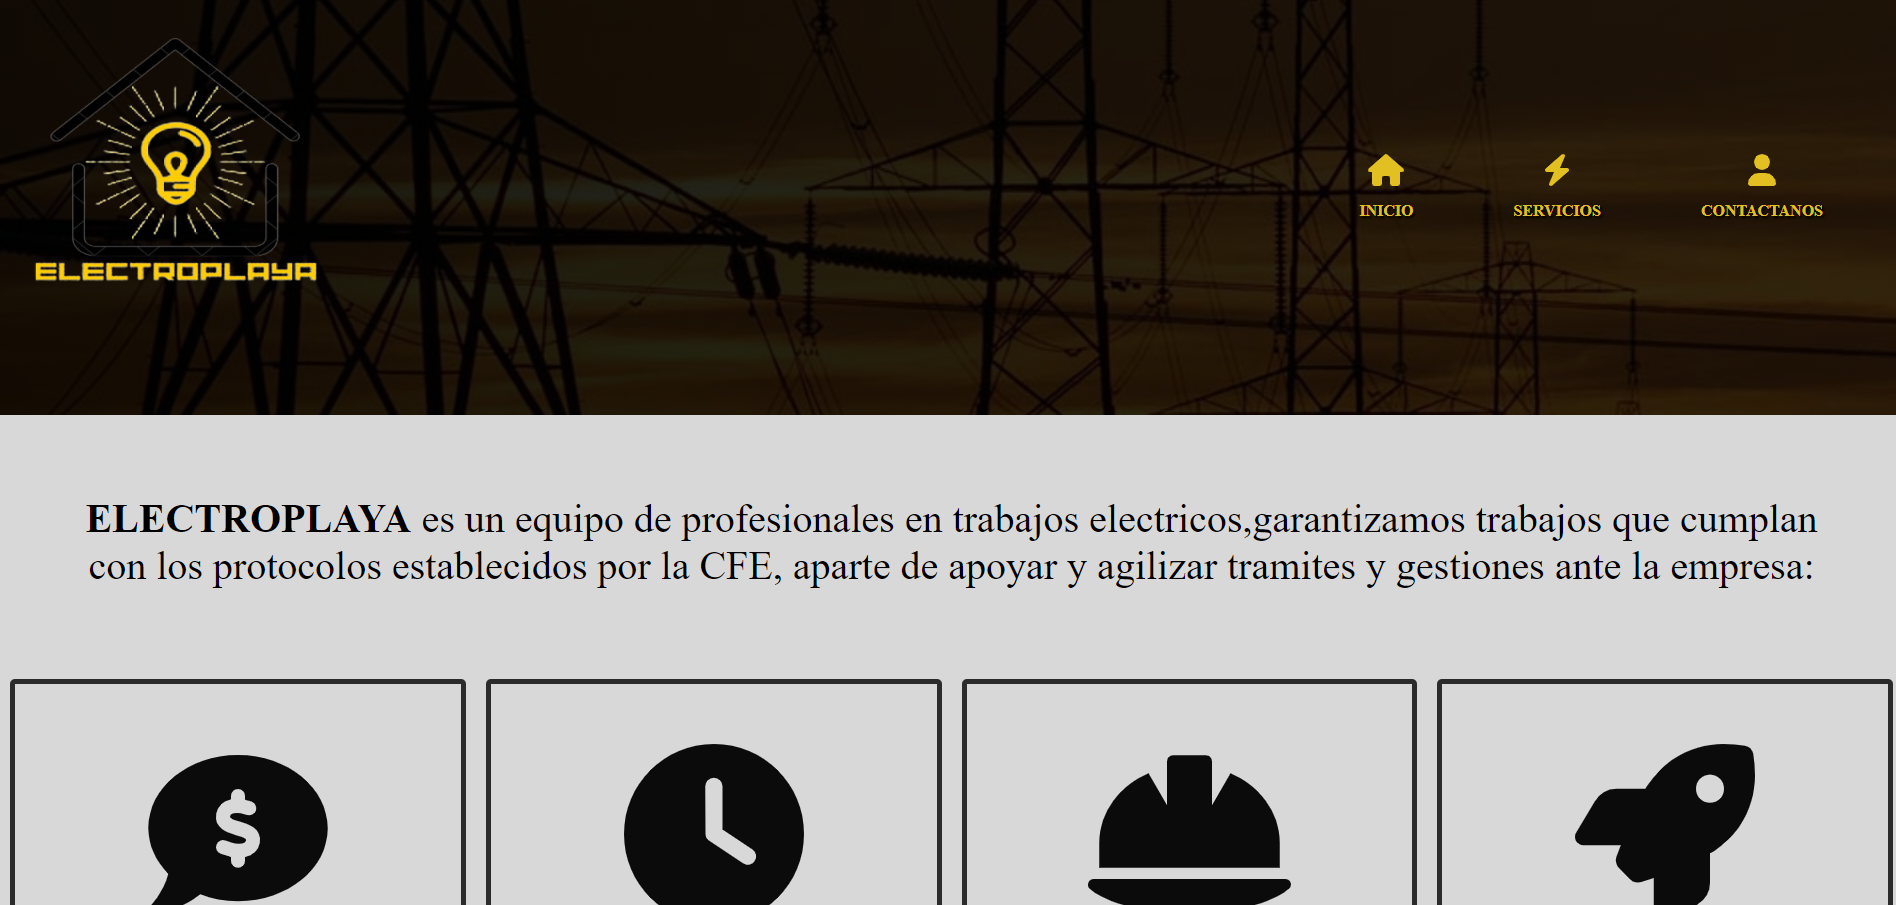 ELECTROPLAYA
INICIO
SERVICIOS
CONTACTANOS
ELECTROPLAYA es un equipo de profesionales en trabajos electricos,garantizamos trabajos que cumplan
con los protocolos establecidos por la CFE, aparte de apoyar y agilizar tramites y gestiones ante la empresa:
$